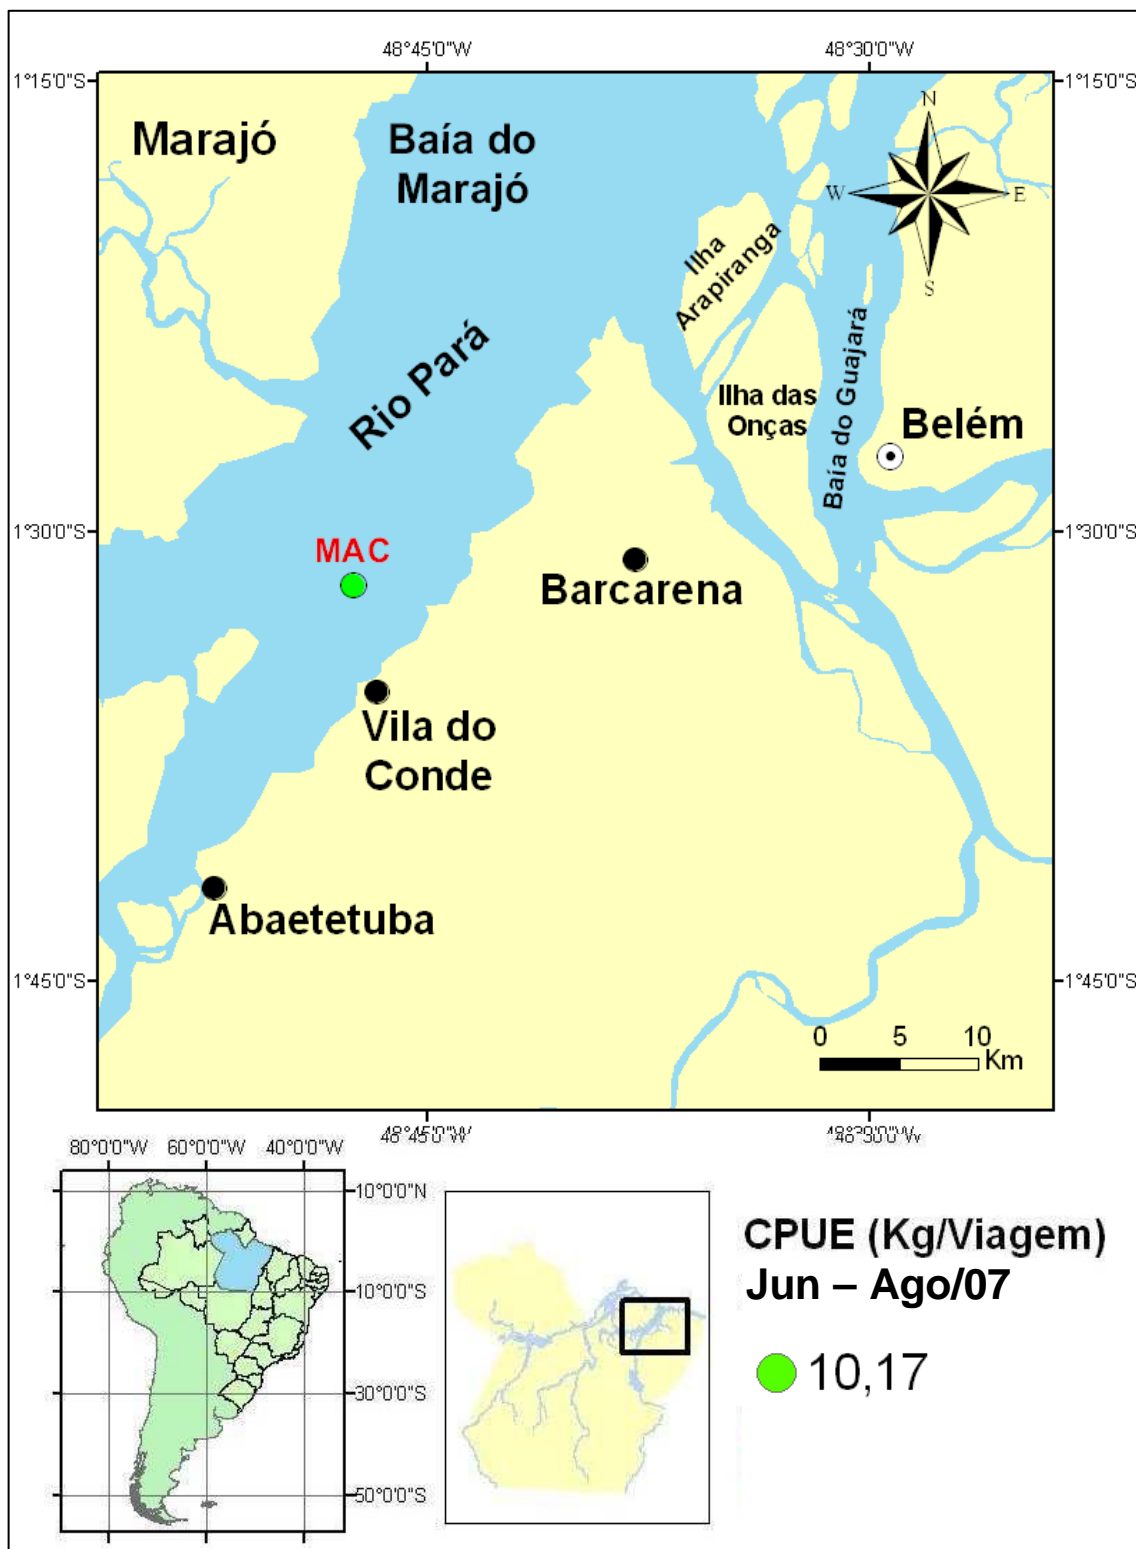 48°45'0"W
48°30'0"W
1°15'0"S
1°15'0"S
N
W
E
S
Marajó
Baía do
Marajó
Ilha
Arapiranga
Rio Pará
Ilha das
Onças
Baía do Guajará
Belém
1°30'0"S
1°30'0"S
MAC
Barcarena
Vila do
Conde
Abaetetuba
1°45'0"S
1°45'0"S
0 5 10
Km
48°45'0"W
48°30'0"W
80°0'0"W 60°0'0"W 40°0'0"W
10°0'0"N
10°0'0"S
30°0'0"S
50°0'0"S
CPUE (Kg/Viagem)
Jun – Ago/07
10,17